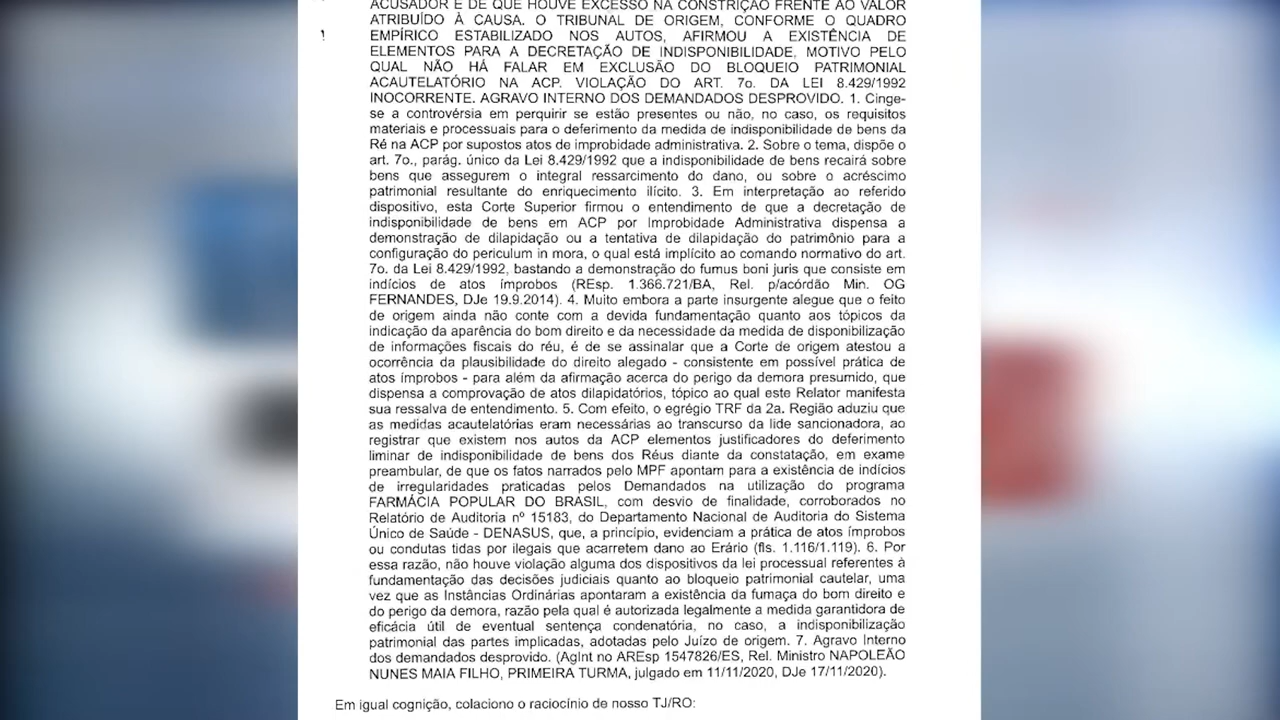 ACUSADOR E DE QUE HOUVE EXCESSO NA CONSTRIÇÃO FRENTE AO VALOR
ATRIBUÍDO À CAUSA. O TRIBUNAL DE ORIGEM, CONFORME O QUADRO
EMPÍRICO ESTABILIZADO NOS AUTOS, AFIRMOU A EXISTÊNCIA DE
ELEMENTOS PARA A DECRETAÇÃO DE INDISPONIBILIDADE, MOTIVO PELO
QUAL NÃO HÁ FALAR EM EXCLUSÃO DO BLOQUEIO PATRIMONIAL
ACAUTELATÓRIO NA ACP. VIOLAÇÃO DO ART. 7o. DA LEI 8.429/1992
INOCORRENTE. AGRAVO INTERNO DOS DEMANDADOS DESPROVIDO. 1. Cinge-
se a controvérsia em perquirir se estão presentes ou não, no caso, os requisitos
materiais e processuais para o deferimento da medida de indisponibilidade de bens da
Ré na ACP por supostos atos de improbidade administrativa. 2. Sobre o tema, dispõe o
art. 7o., parág. único da Lei 8.429/1992 que a indisponibilidade de bens recairá sobre
bens que assegurem o integral ressarcimento do dano, ou sobre o acréscimo
patrimonial resultante do enriquecimento ilícito. 3. Em interpretação ao referido
dispositivo, esta Corte Superior firmou o entendimento de que a decretação de
indisponibilidade de bens em ACP por Improbidade Administrativa dispensa a
demonstração de dilapidação ou a tentativa de dilapidação do patrimônio para a
configuração do periculum in mora, o qual está implícito ao comando normativo do art.
7o. da Lei 8.429/1992, bastando a demonstração do fumus boni juris que consiste em
indícios de atos ímprobos (REsp. 1.366.721/BA, Rel. p/acórdão Min. OG
FERNANDES, DJe 19.9.2014). 4. Muito embora a parte insurgente alegue que o feito
de origem ainda não conte com a devida fundamentação quanto aos tópicos da
indicação da aparência do bom direito e da necessidade da medida de disponibilização
de informações fiscais do réu, é de se assinalar que a Corte de origem atestou a
ocorrência da plausibilidade do direito alegado - consistente em possível prática de
atos ímprobos - para além da afirmação acerca do perigo da demora presumido, que
dispensa a comprovação de atos dilapidatórios, tópico ao qual este Relator manifesta
sua ressalva de entendimento. 5. Com efeito, o egrégio TRF da 2a. Região aduziu que
as medidas acautelatórias eram necessárias ao transcurso da lide sancionadora, ao
registrar que existem nos autos da ACP elementos justificadores do deferimento
liminar de indisponibilidade de bens dos Réus diante da constatação, em exame
preambular, de que os fatos narrados pelo MPF apontam para a existência de indícios
de irregularidades praticadas pelos Demandados na utilização do programa
FARMÁCIA POPULAR DO BRASIL, com desvio de finalidade, corroborados no
Relatório de Auditoria nº 15183, do Departamento Nacional de Auditoria do Sistema
Único de Saúde - DENASUS, que, a princípio, evidenciam a prática de atos ímprobos
ou condutas tidas por ilegais que acarretem dano ao Erário (fls. 1.116/1.119). 6. Por
essa razão, não houve violação alguma dos dispositivos da lei processual referentes à
fundamentação das decisões judiciais quanto ao bloqueio patrimonial cautelar, uma
vez que as Instâncias Ordinárias apontaram a existência da fumaça do bom direito e
do perigo da demora, razão pela qual é autorizada legalmente a medida garantidora de
eficácia útil de eventual sentença condenatória, no caso, a indisponibilização
patrimonial das partes implicadas, adotadas pelo Juízo de origem. 7. Agravo Interno
dos demandados desprovido. (AgInt no AREsp 1547826/ES, Rel. Ministro NAPOLEÃO
NUNES MAIA FILHO, PRIMEIRA TURMA, julgado em 11/11/2020, DJe 17/11/2020).
Em igual cognição, colaciono o raciocínio de nosso TJ/RO: